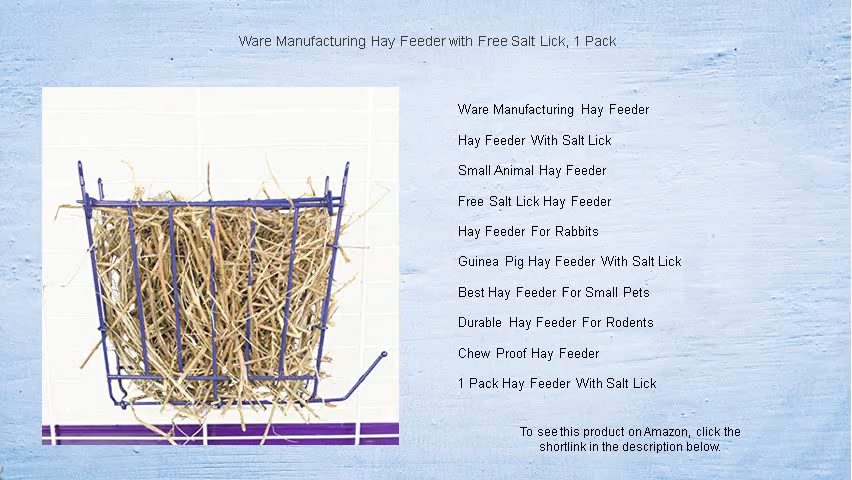 Ware Manufacturing Hay Feeder with Free Salt Lick, 1 Pack
Ware Manufacturing Hay Feeder
Hay Feeder With Salt Lick
Small Animal Hay Feeder
Free Salt Lick Hay Feeder
Hay Feeder For Rabbits
Guinea Pig Hay Feeder With Salt Lick
Best Hay Feeder For Small Pets
Durable Hay Feeder For Rodents
Chew Proof Hay Feeder
1 Pack Hay Feeder With Salt Lick
To see this product on Amazon, click the
shortlink in the description below.